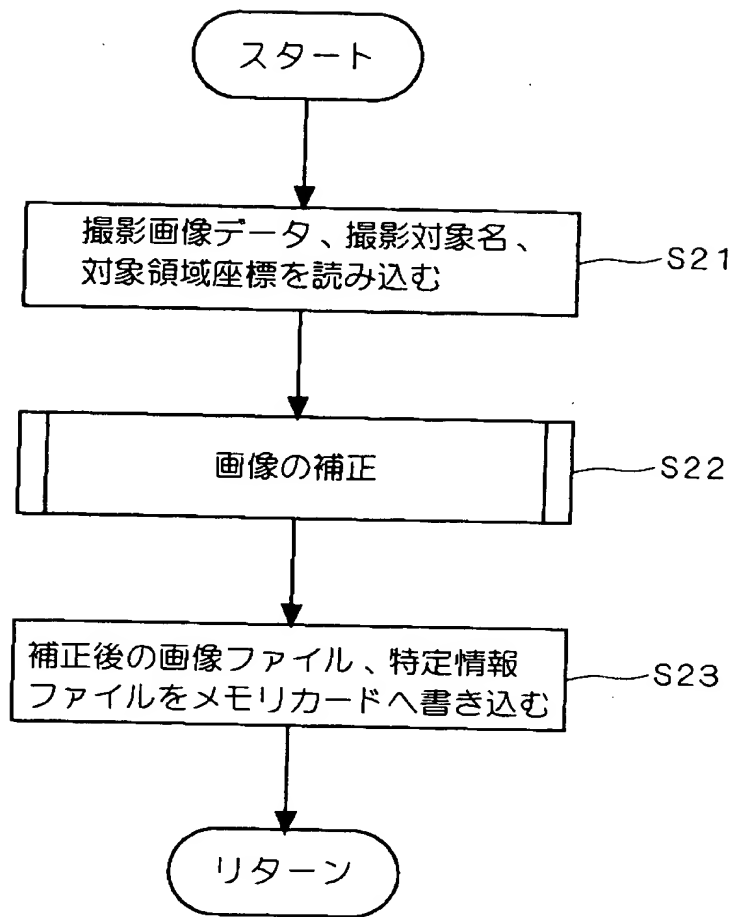 スタート
撮影画像データ、撮影対象名、
対象領域座標を読み込む
S21
画像の補正
S22
補正後の画像ファイル、特定情報
ファイルをメモリカードへ書き込む
S23
リターン